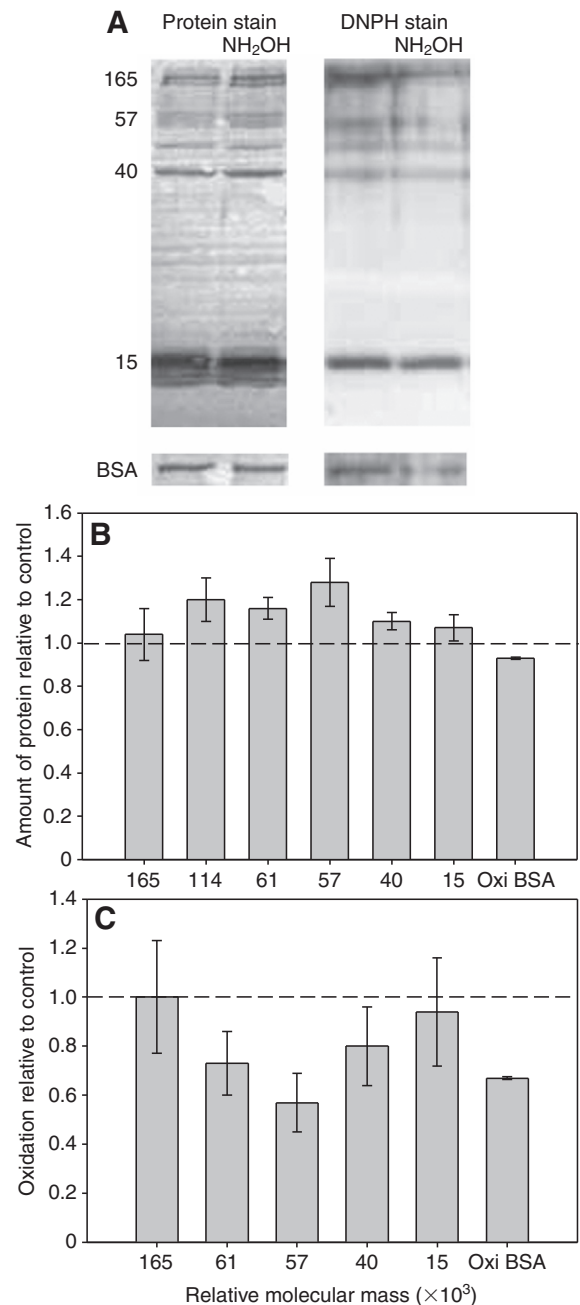 A
Protein stain
DNPH stain
NH₂OH
NH₂OH
165
57
40
15
BSA
B
Amount of protein relative to control
1.6
1.4
1.2
1.0
0.8
0.6
0.4
0.2
0
165 114 61 57 40 15 Oxi BSA
C
Oxidation relative to control
1.4
1.2
1.0
0.8
0.6
0.4
0.2
0
165 61 57 40 15 Oxi BSA
Relative molecular mass (×10³)